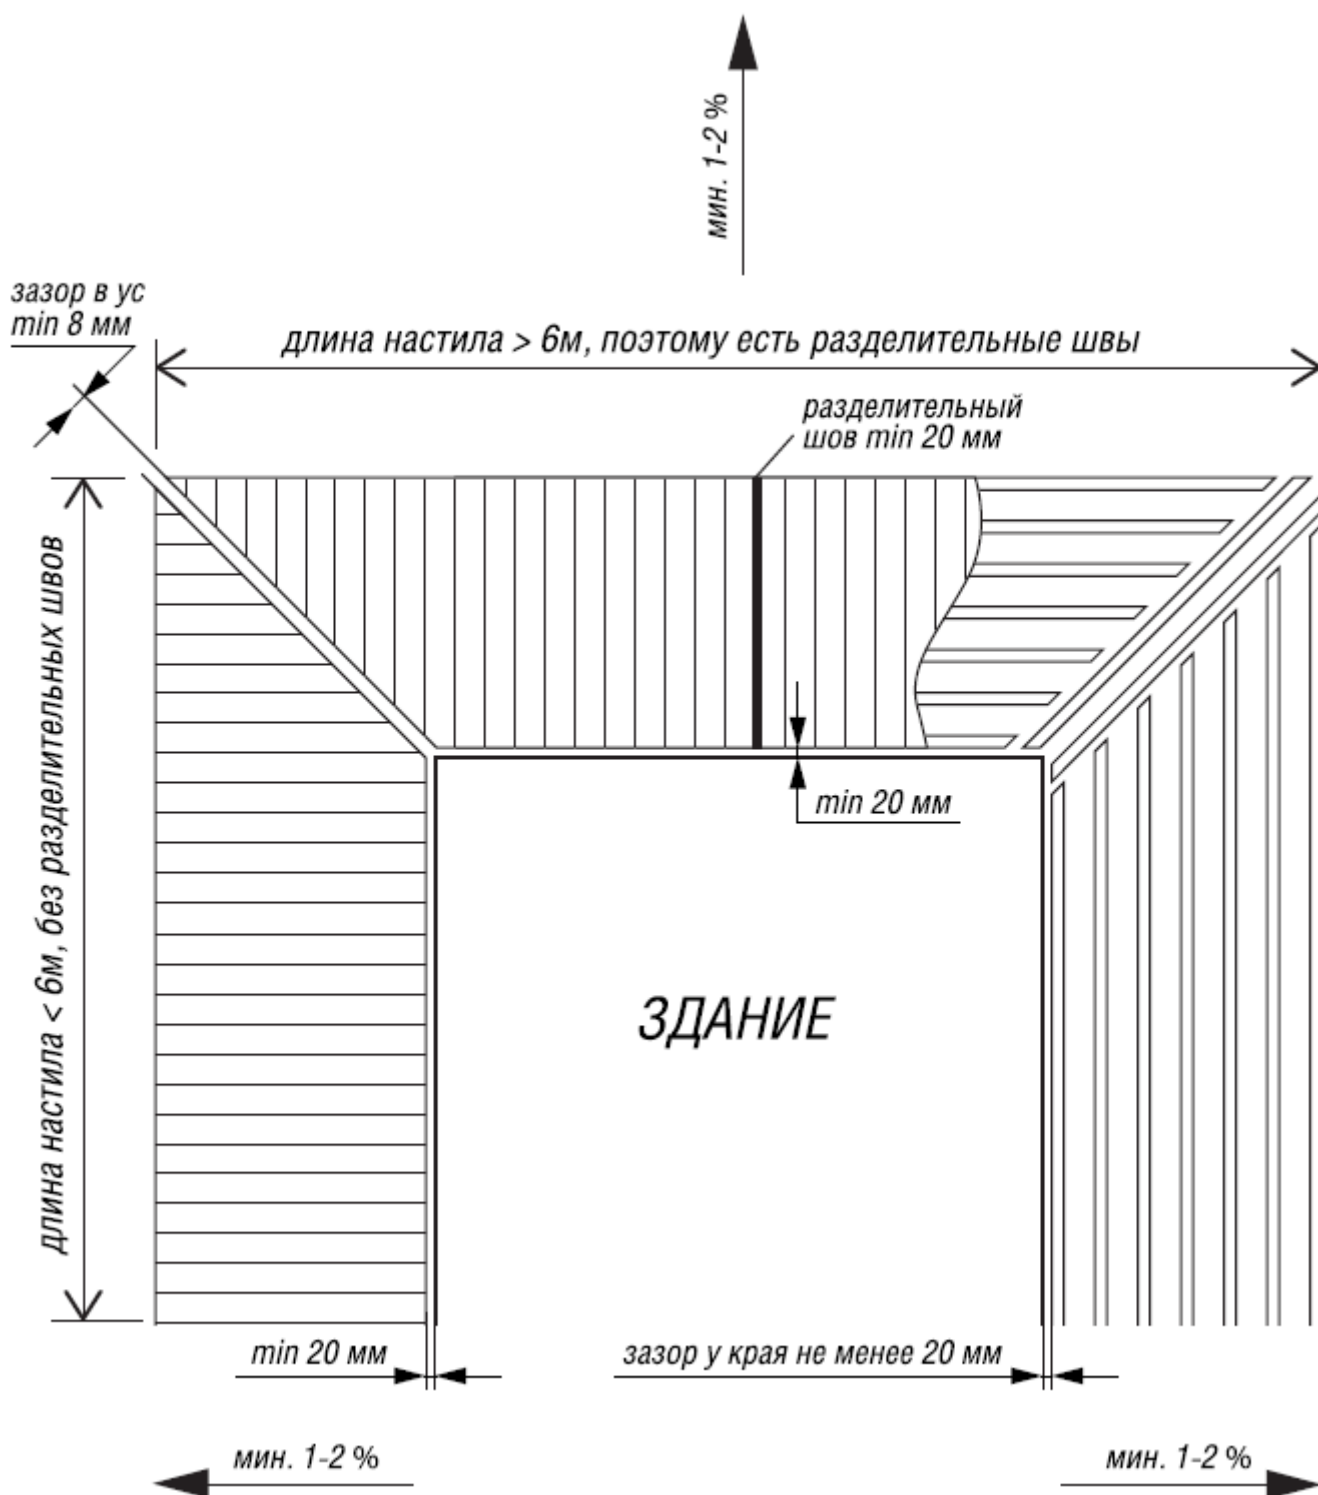 мин. 1-2 %
зазор в ус
min 8 мм
длина настила > 6м, поэтому есть разделительные швы
разделительный
шов min 20 мм
длина настила < 6м, без разделительных швов
min 20 мм
ЗДАНИЕ
min 20 мм
зазор у края не менее 20 мм
мин. 1-2 %
мин. 1-2 %